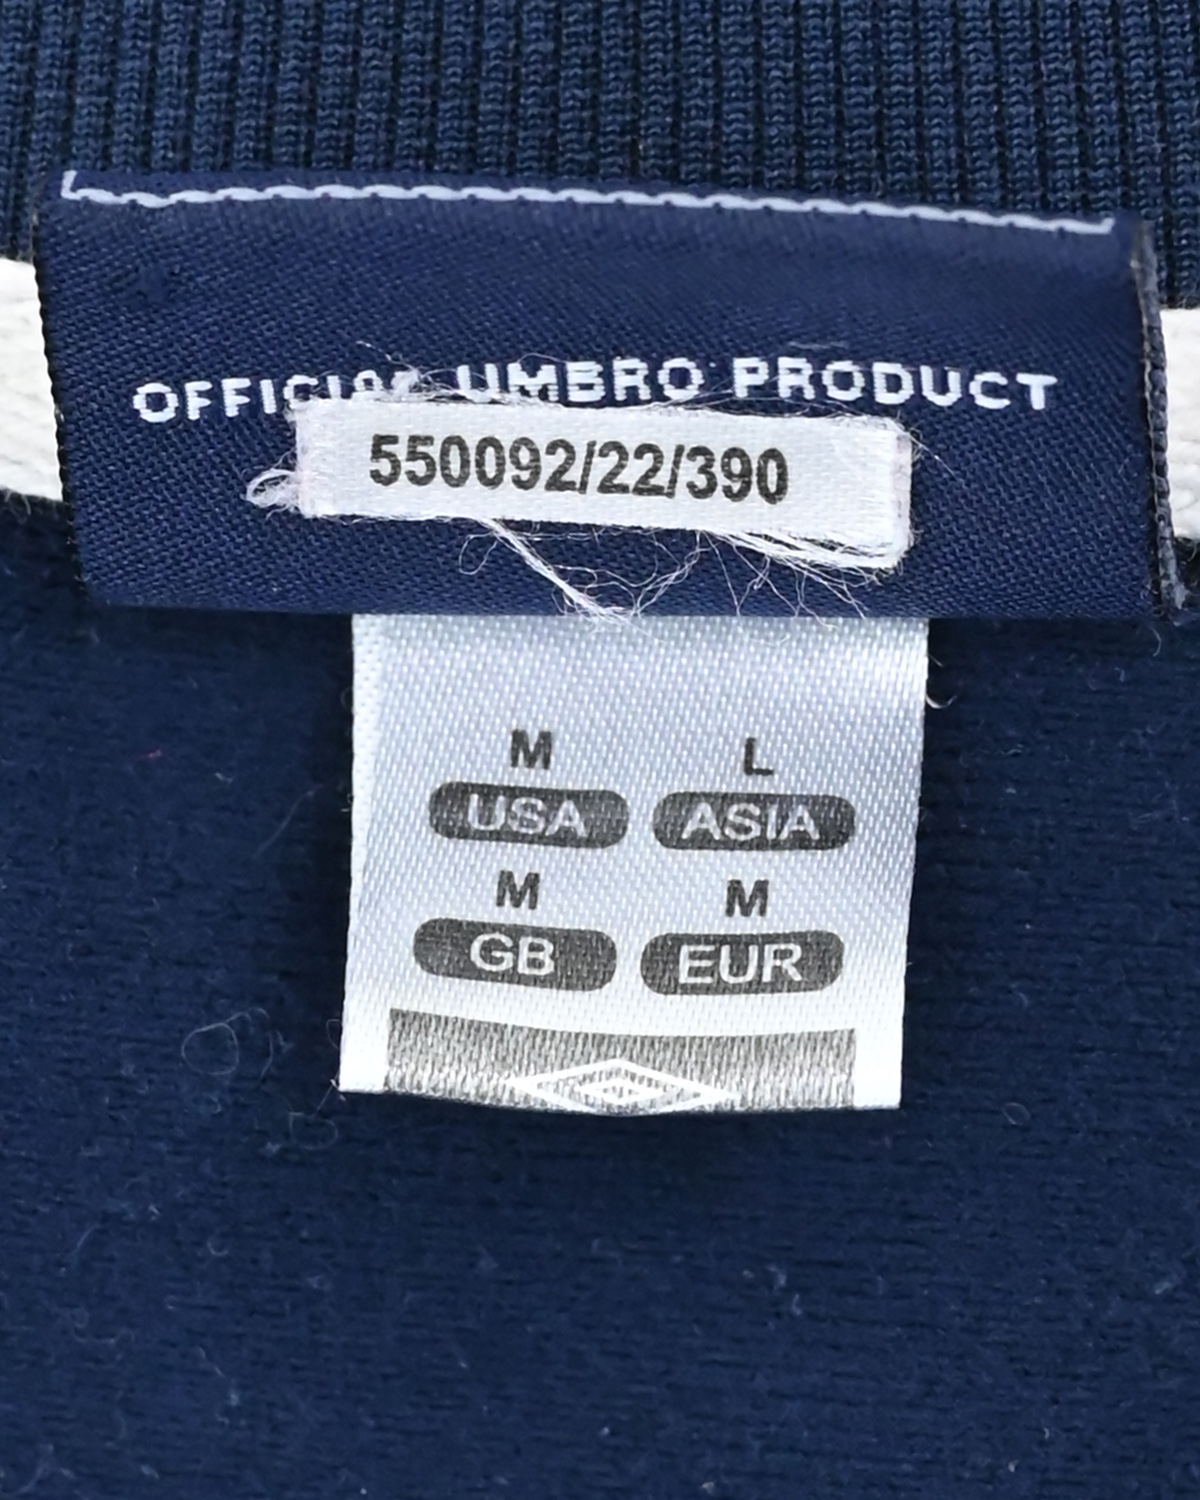 OFFICIAL UMBRO PRODUCT
550092/22/390
M L
USA ASIA
M M
GB EUR